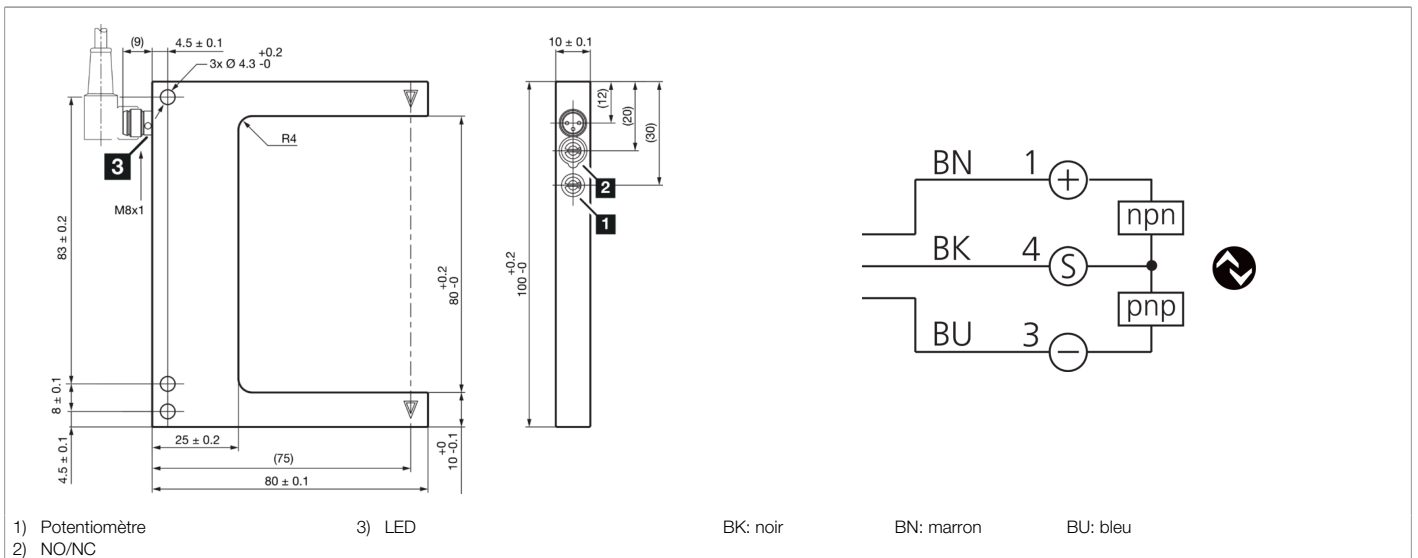 (9)
4.5 ± 0.1
3x Ø 4.3 +0.2 -0
R4
3
M8x1
83 ± 0.2
8 ± 0.1
4.5 ± 0.1
25 ± 0.2
(75)
80 ± 0.1
80 +0.2 -0
10 +0 -0.1
10 ± 0.1
(12)
(20)
(30)
2
1
100 +0.2 -0
BN 1 +
npn
BK 4 S
pnp
BU 3 −
1) Potentiomètre 3) LED BK: noir BN: marron BU: bleu
2) NO/NC